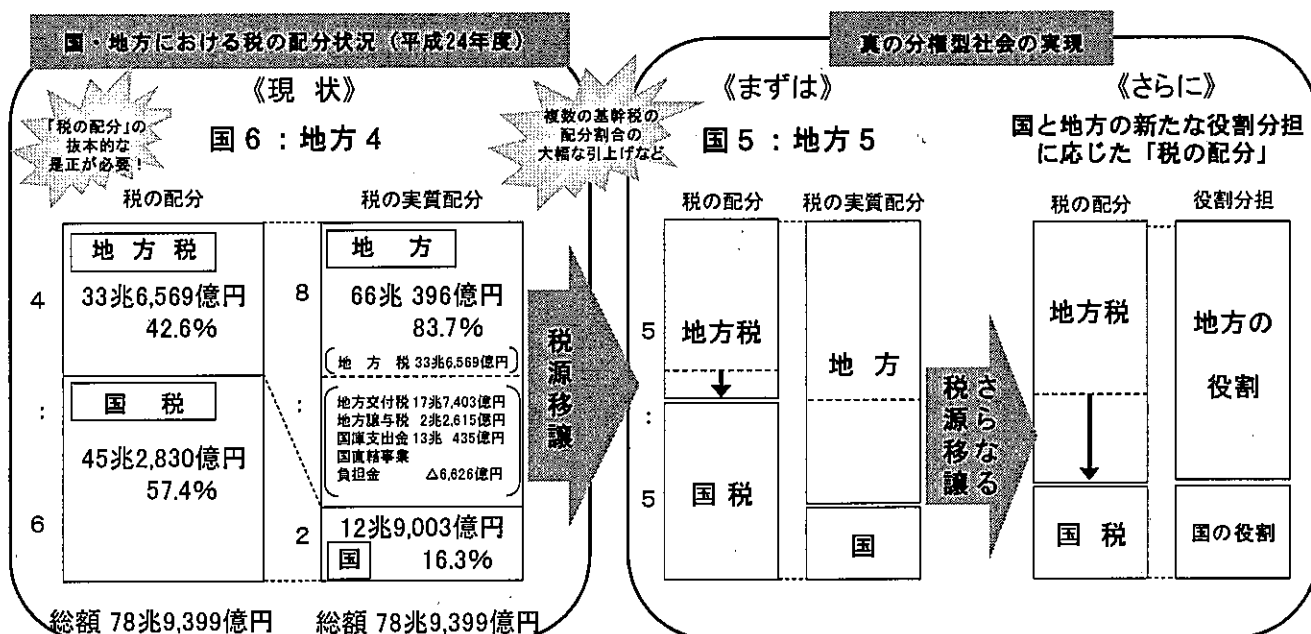 国・地方における税の配分状況（平成24年度）
《現 状》
「税の配分」の
抜本的な
是正が必要！
国６：地方４
税の配分
税の実質配分
4
:
6
地 方 税
33兆6,569億円
42.6%
国 税
45兆2,830億円
57.4%
総額 78兆9,399億円
8
:
2
地 方
66兆 396億円
83.7%
地 方 税 33兆6,569億円
地方交付税 17兆7,403億円
地方譲与税 2兆2,615億円
国庫支出金 13兆 435億円
国直轄事業
負担金 △6,626億円
12兆9,003億円
国 16.3%
総額 78兆9,399億円
税源移譲
真の分権型社会の実現
複数の基幹税の
配分割合の
大幅な引上げなど
《まずは》
国５：地方５
税の配分
税の実質配分
5
:
5
地方税
国税
地 方
国
さらなる
税源移譲
《さらに》
国と地方の新たな役割分担
に応じた「税の配分」
税の配分
役割分担
地方税
国 税
地方の
役割
国の役割